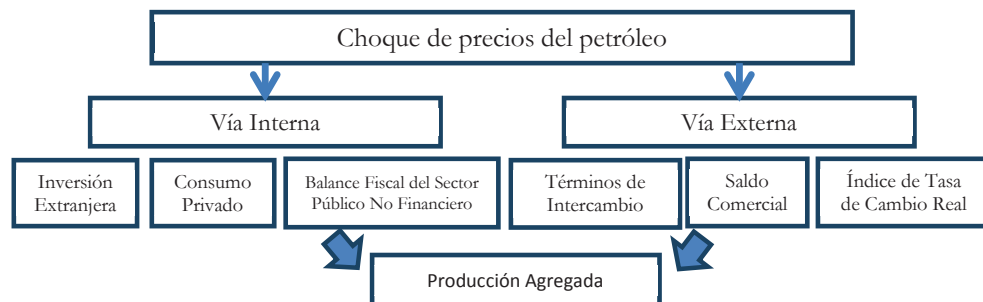 Choque de precios del petróleo
Vía Interna
Vía Externa
Inversión
Extranjera
Consumo
Privado
Balance Fiscal del Sector
Público No Financiero
Términos de
Intercambio
Saldo
Comercial
Índice de Tasa
de Cambio Real
Producción Agregada